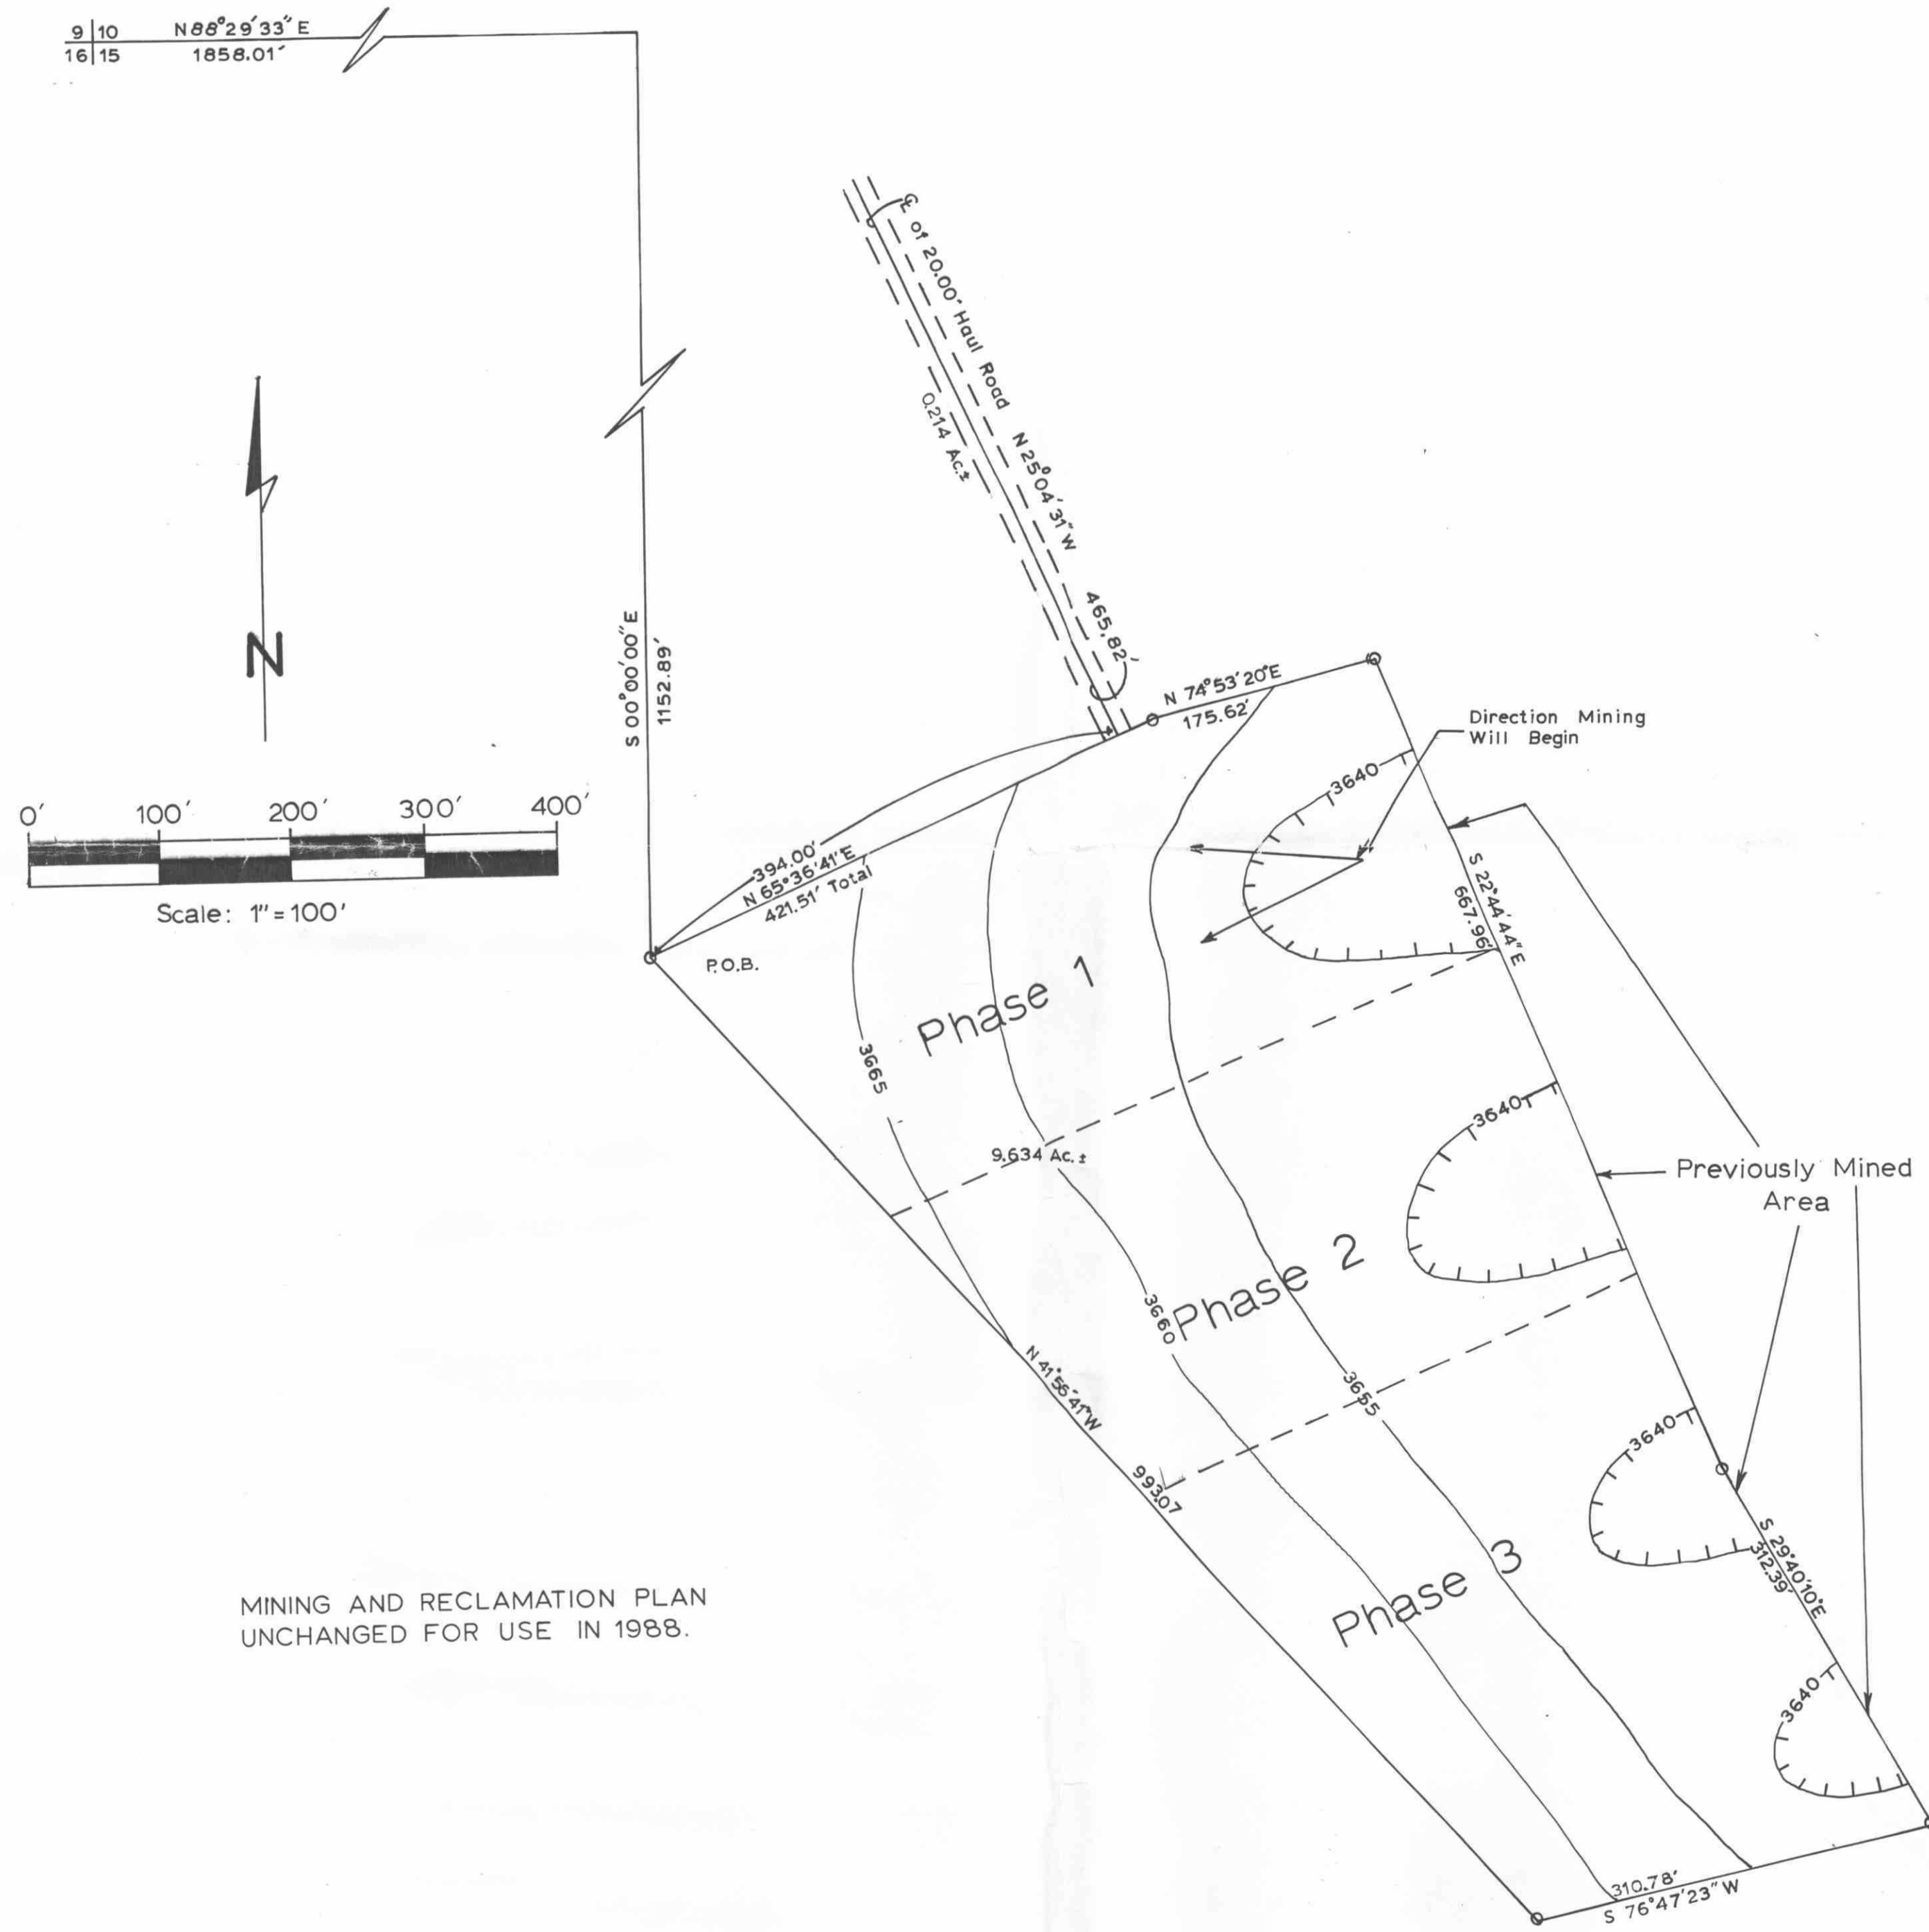 9|10 N88°29'33"E
16|15 1858.01'
℄ of 20.00' Haul Road N25°04'31"W 465.82'
0.214 Ac.±
N
S 00°00'00"E
1152.89'
0' 100' 200' 300' 400'
Scale: 1"=100'
N 74°53'20"E
175.62'
Direction Mining
Will Begin
3640
394.00'
N 65°36'41"E
421.51' Total
P.O.B.
S 22°44'44"E
667.96'
Phase 1
3665
9.634 Ac.±
3640
Previously Mined
Area
Phase 2
3660
3655
N 41°56'41"W
993.07
3640
S 29°40'10"E
312.39'
Phase 3
3640
MINING AND RECLAMATION PLAN
UNCHANGED FOR USE IN 1988.
310.78'
S 76°47'23"W